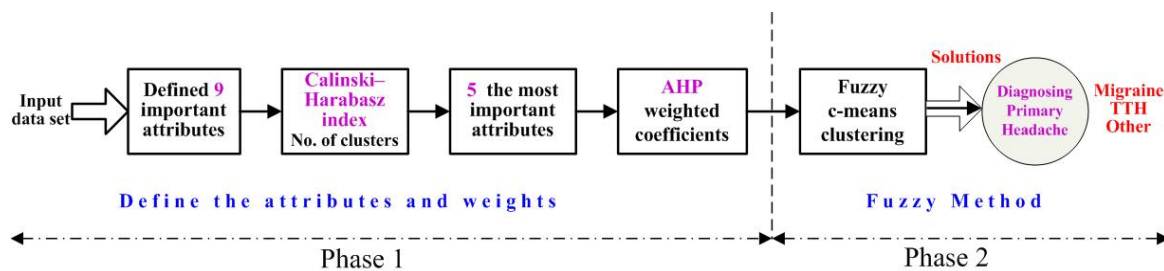 Input
data set
Defined 9
important
attributes
Calinski–
Harabasz
index
No. of clusters
5 the most
important
attributes
AHP
weighted
coefficients
Fuzzy
c-means
clustering
Solutions
Diagnosing
Primary
Headache
Migraine
TTH
Other
Define the attributes and weights
Fuzzy Method
Phase 1
Phase 2